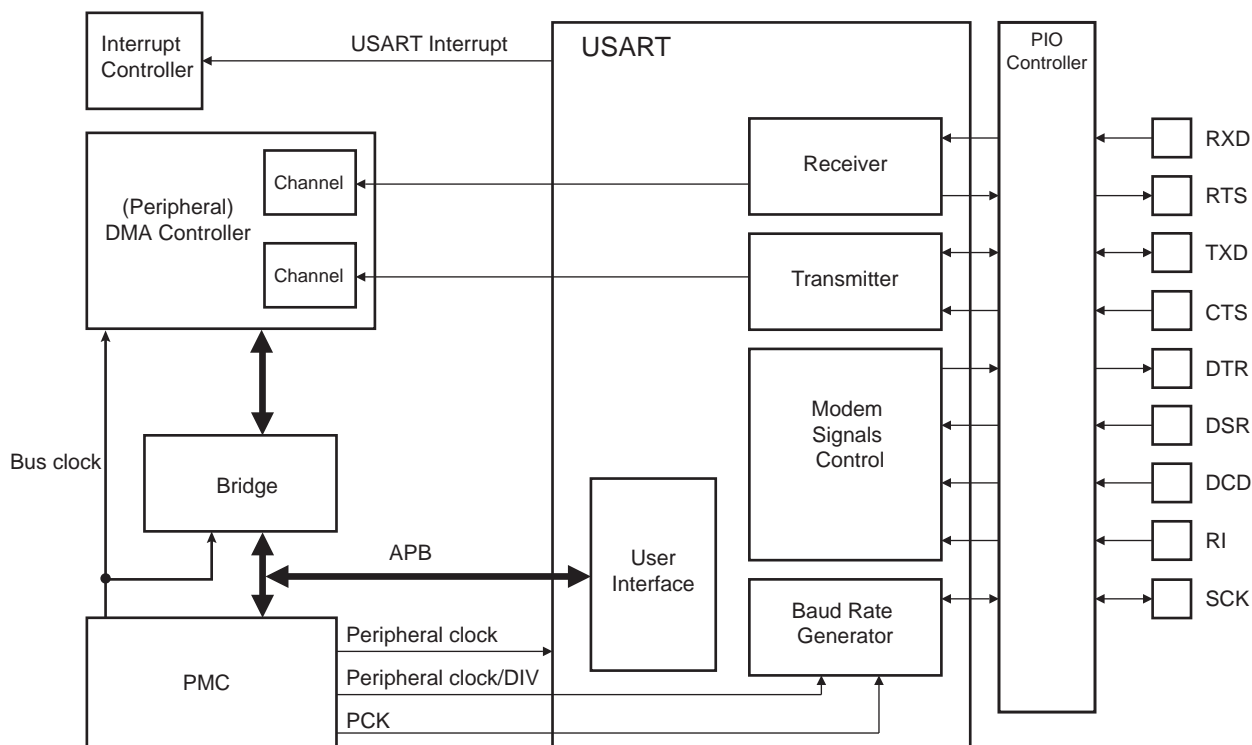 Interrupt
Controller
USART Interrupt
USART
PIO
Controller
(Peripheral)
DMA Controller
Channel
Channel
Receiver
Transmitter
Modem
Signals
Control
RXD
RTS
TXD
CTS
DTR
DSR
DCD
RI
SCK
Bus clock
Bridge
APB
User
Interface
Baud Rate
Generator
PMC
Peripheral clock
Peripheral clock/DIV
PCK